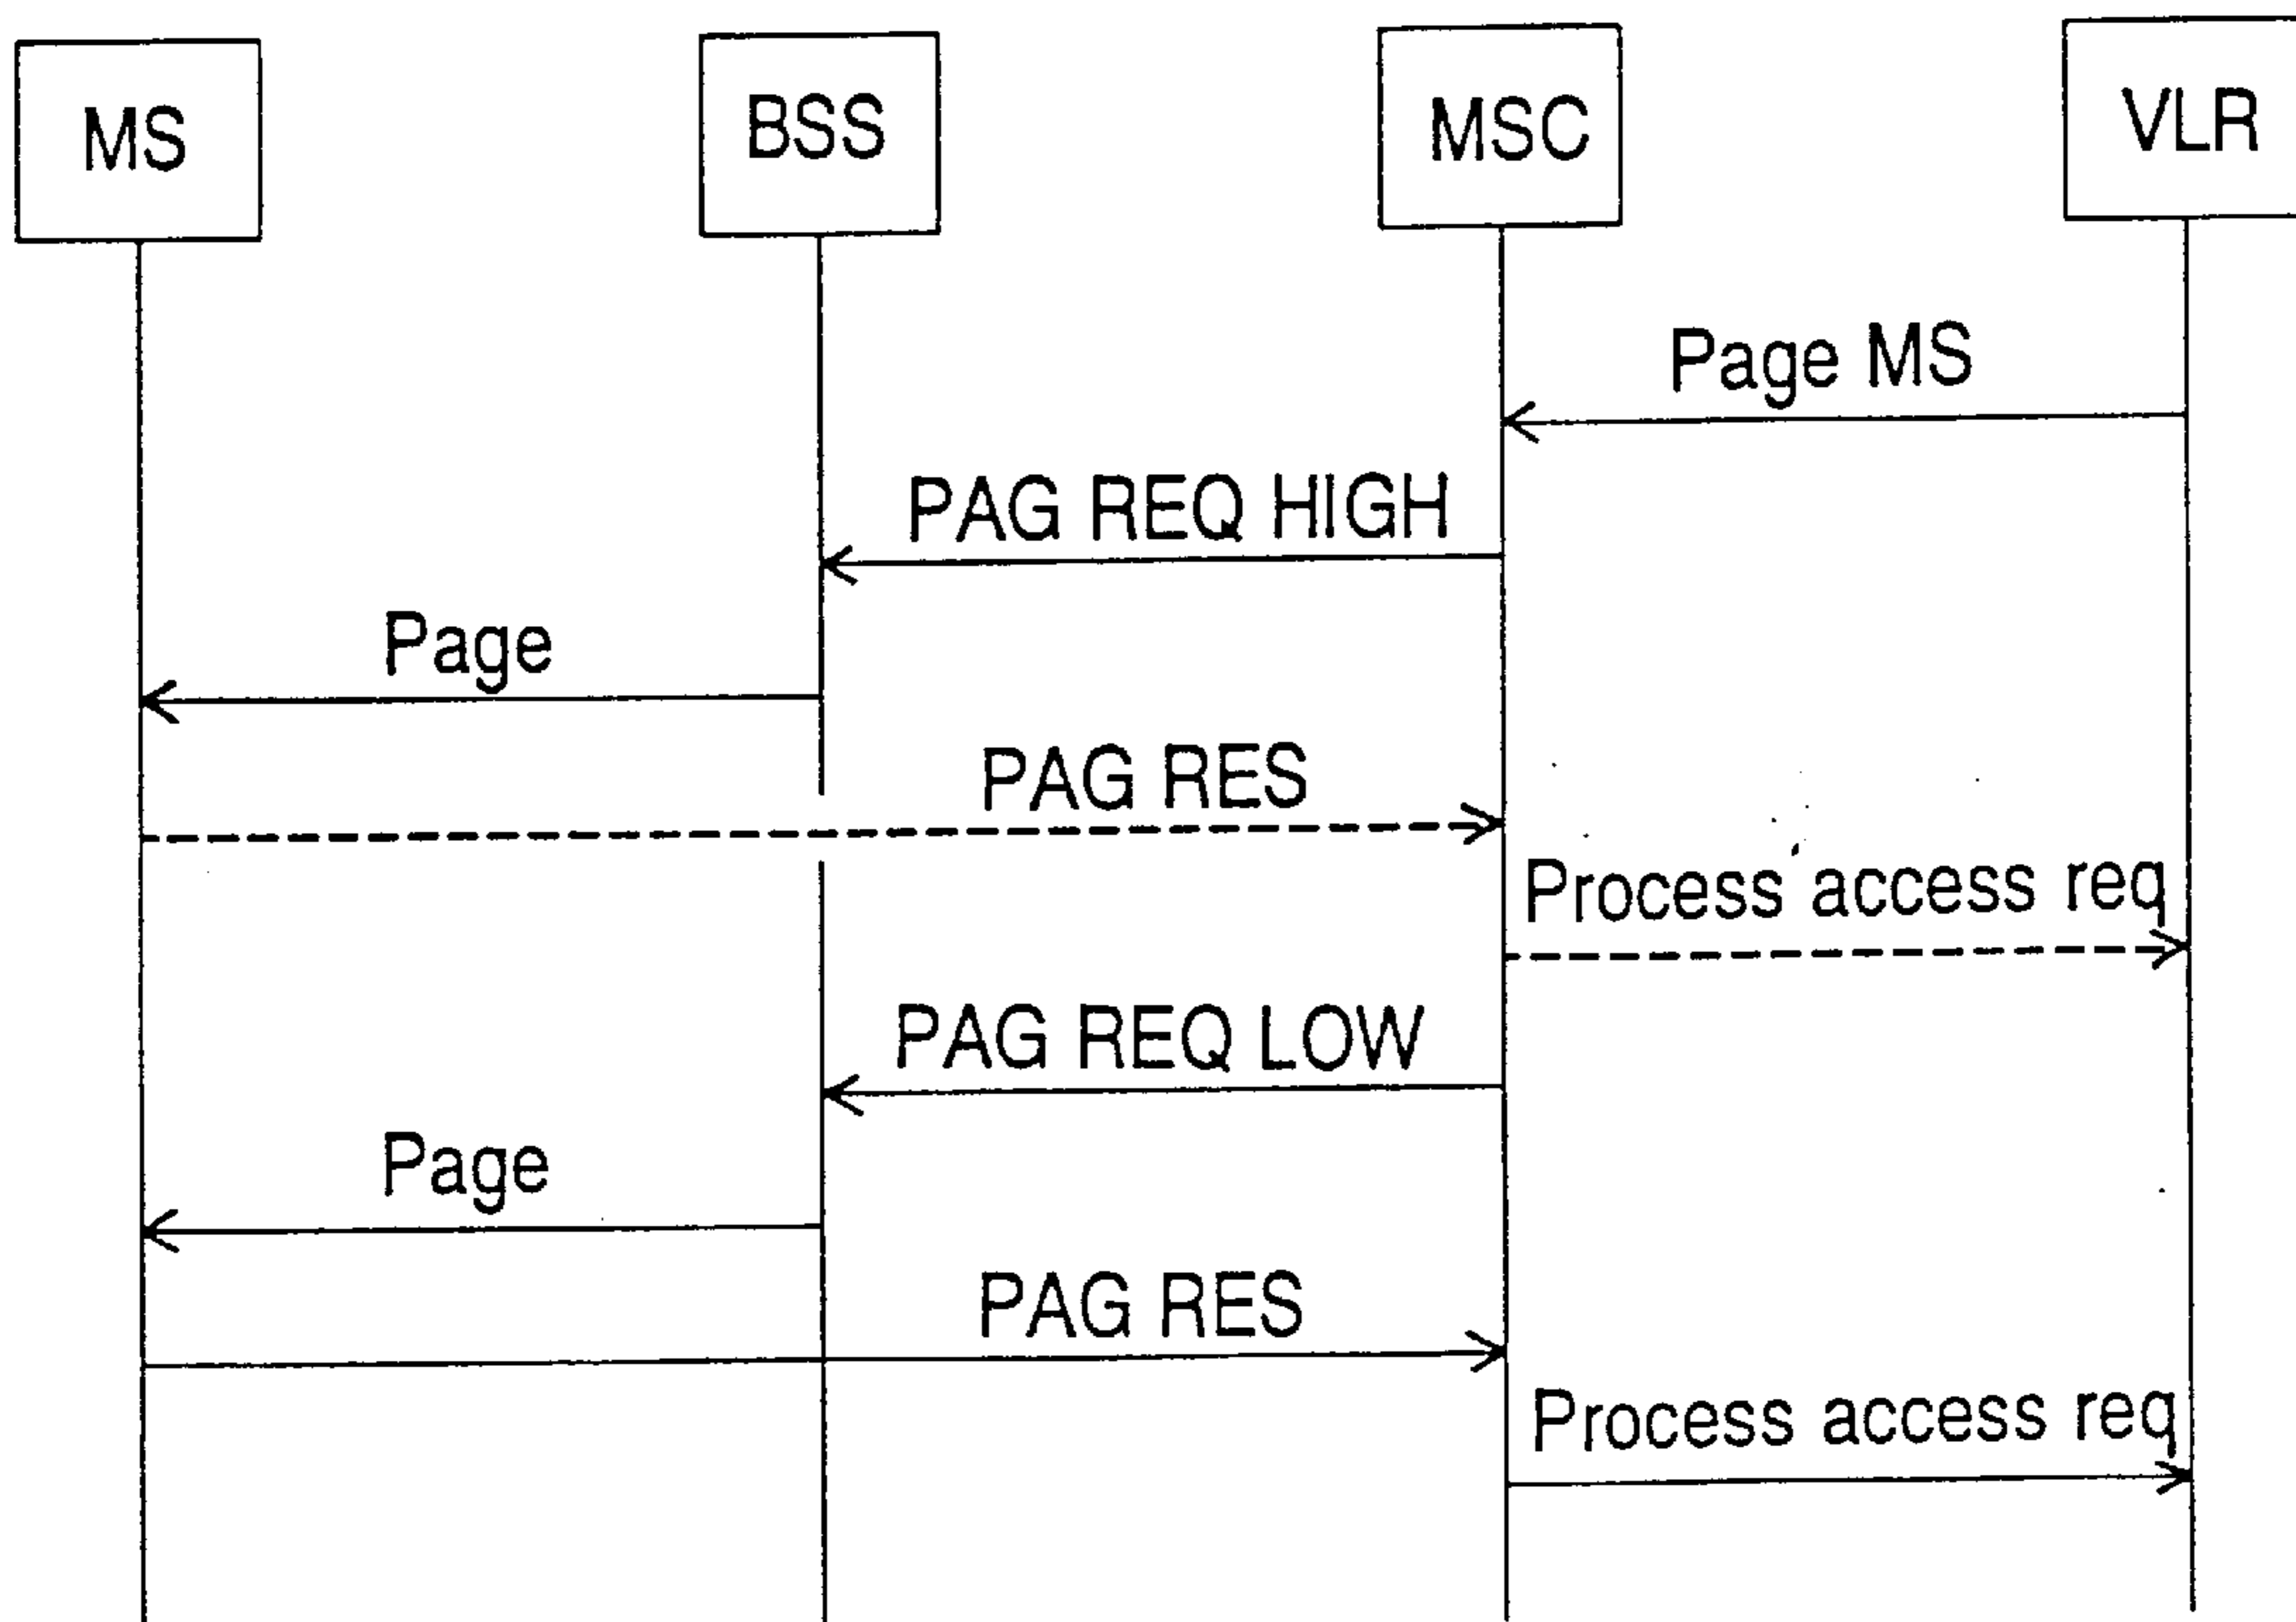 MS
BSS
MSC
VLR
Page MS
PAG REQ HIGH
Page
PAG RES
Process access req
PAG REQ LOW
Page
PAG RES
Process access req